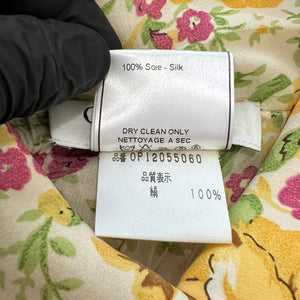 100% Soie - Silk
DRY CLEAN ONLY
NETTOYAGE A SEC
品番 OP12055060
品質表示
絹 100%